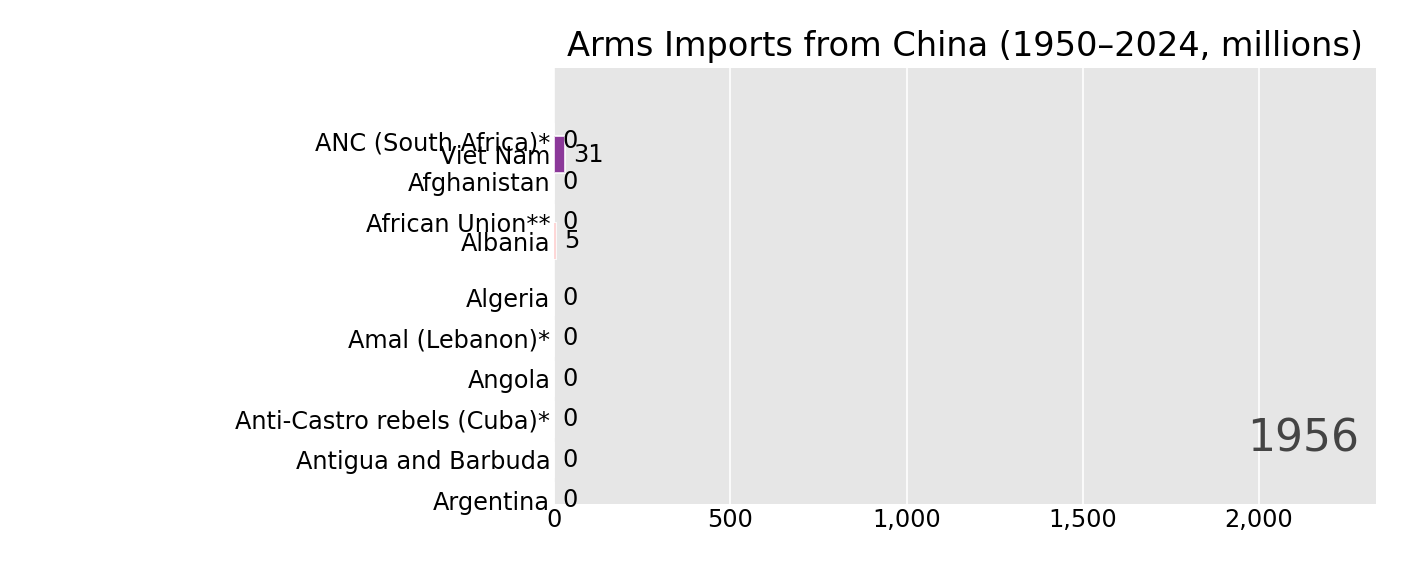 Arms Imports from China (1950–2024, millions)
ANC (South Africa)* 0
Viet Nam 31
Afghanistan 0
African Union** 0
Albania 5
Algeria 0
Amal (Lebanon)* 0
Angola 0
Anti-Castro rebels (Cuba)* 0
1956
Antigua and Barbuda 0
Argentina 0
0 500 1,000 1,500 2,000